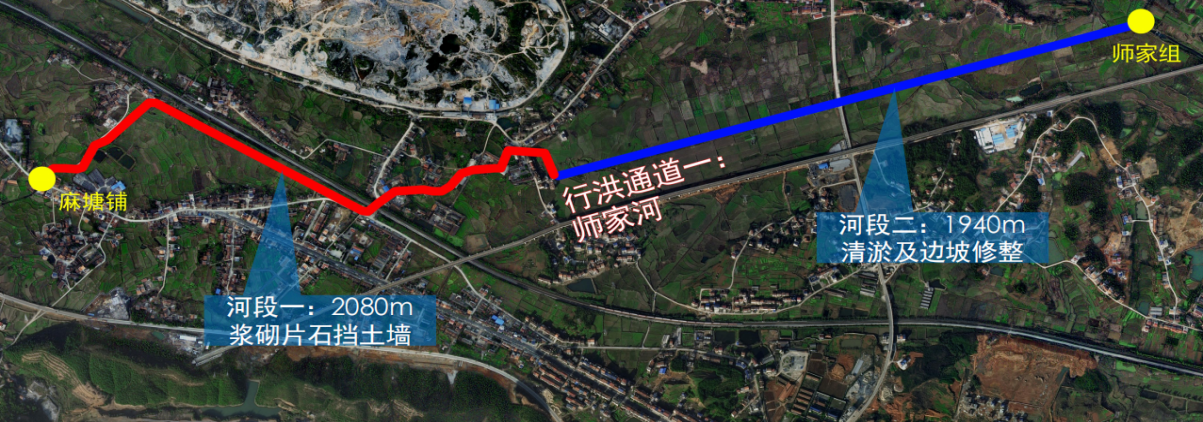 师家组
麻塘铺
行洪通道一：
师家河
河段二：1940m
清淤及边坡修整
河段一：2080m
浆砌片石挡土墙